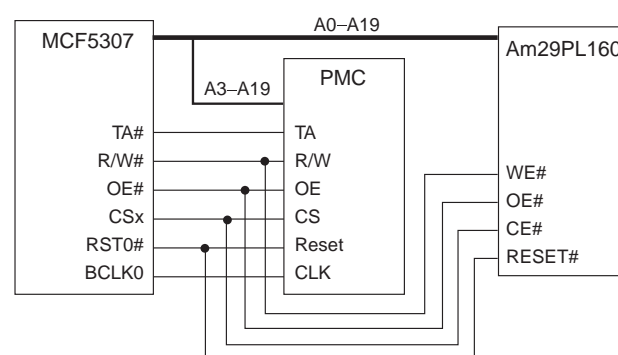 A0–A19
MCF5307
Am29PL160
PMC
A3–A19
TA#
TA
R/W#
R/W
WE#
OE#
OE
OE#
CSx
CS
CE#
RST0#
Reset
RESET#
BCLK0
CLK